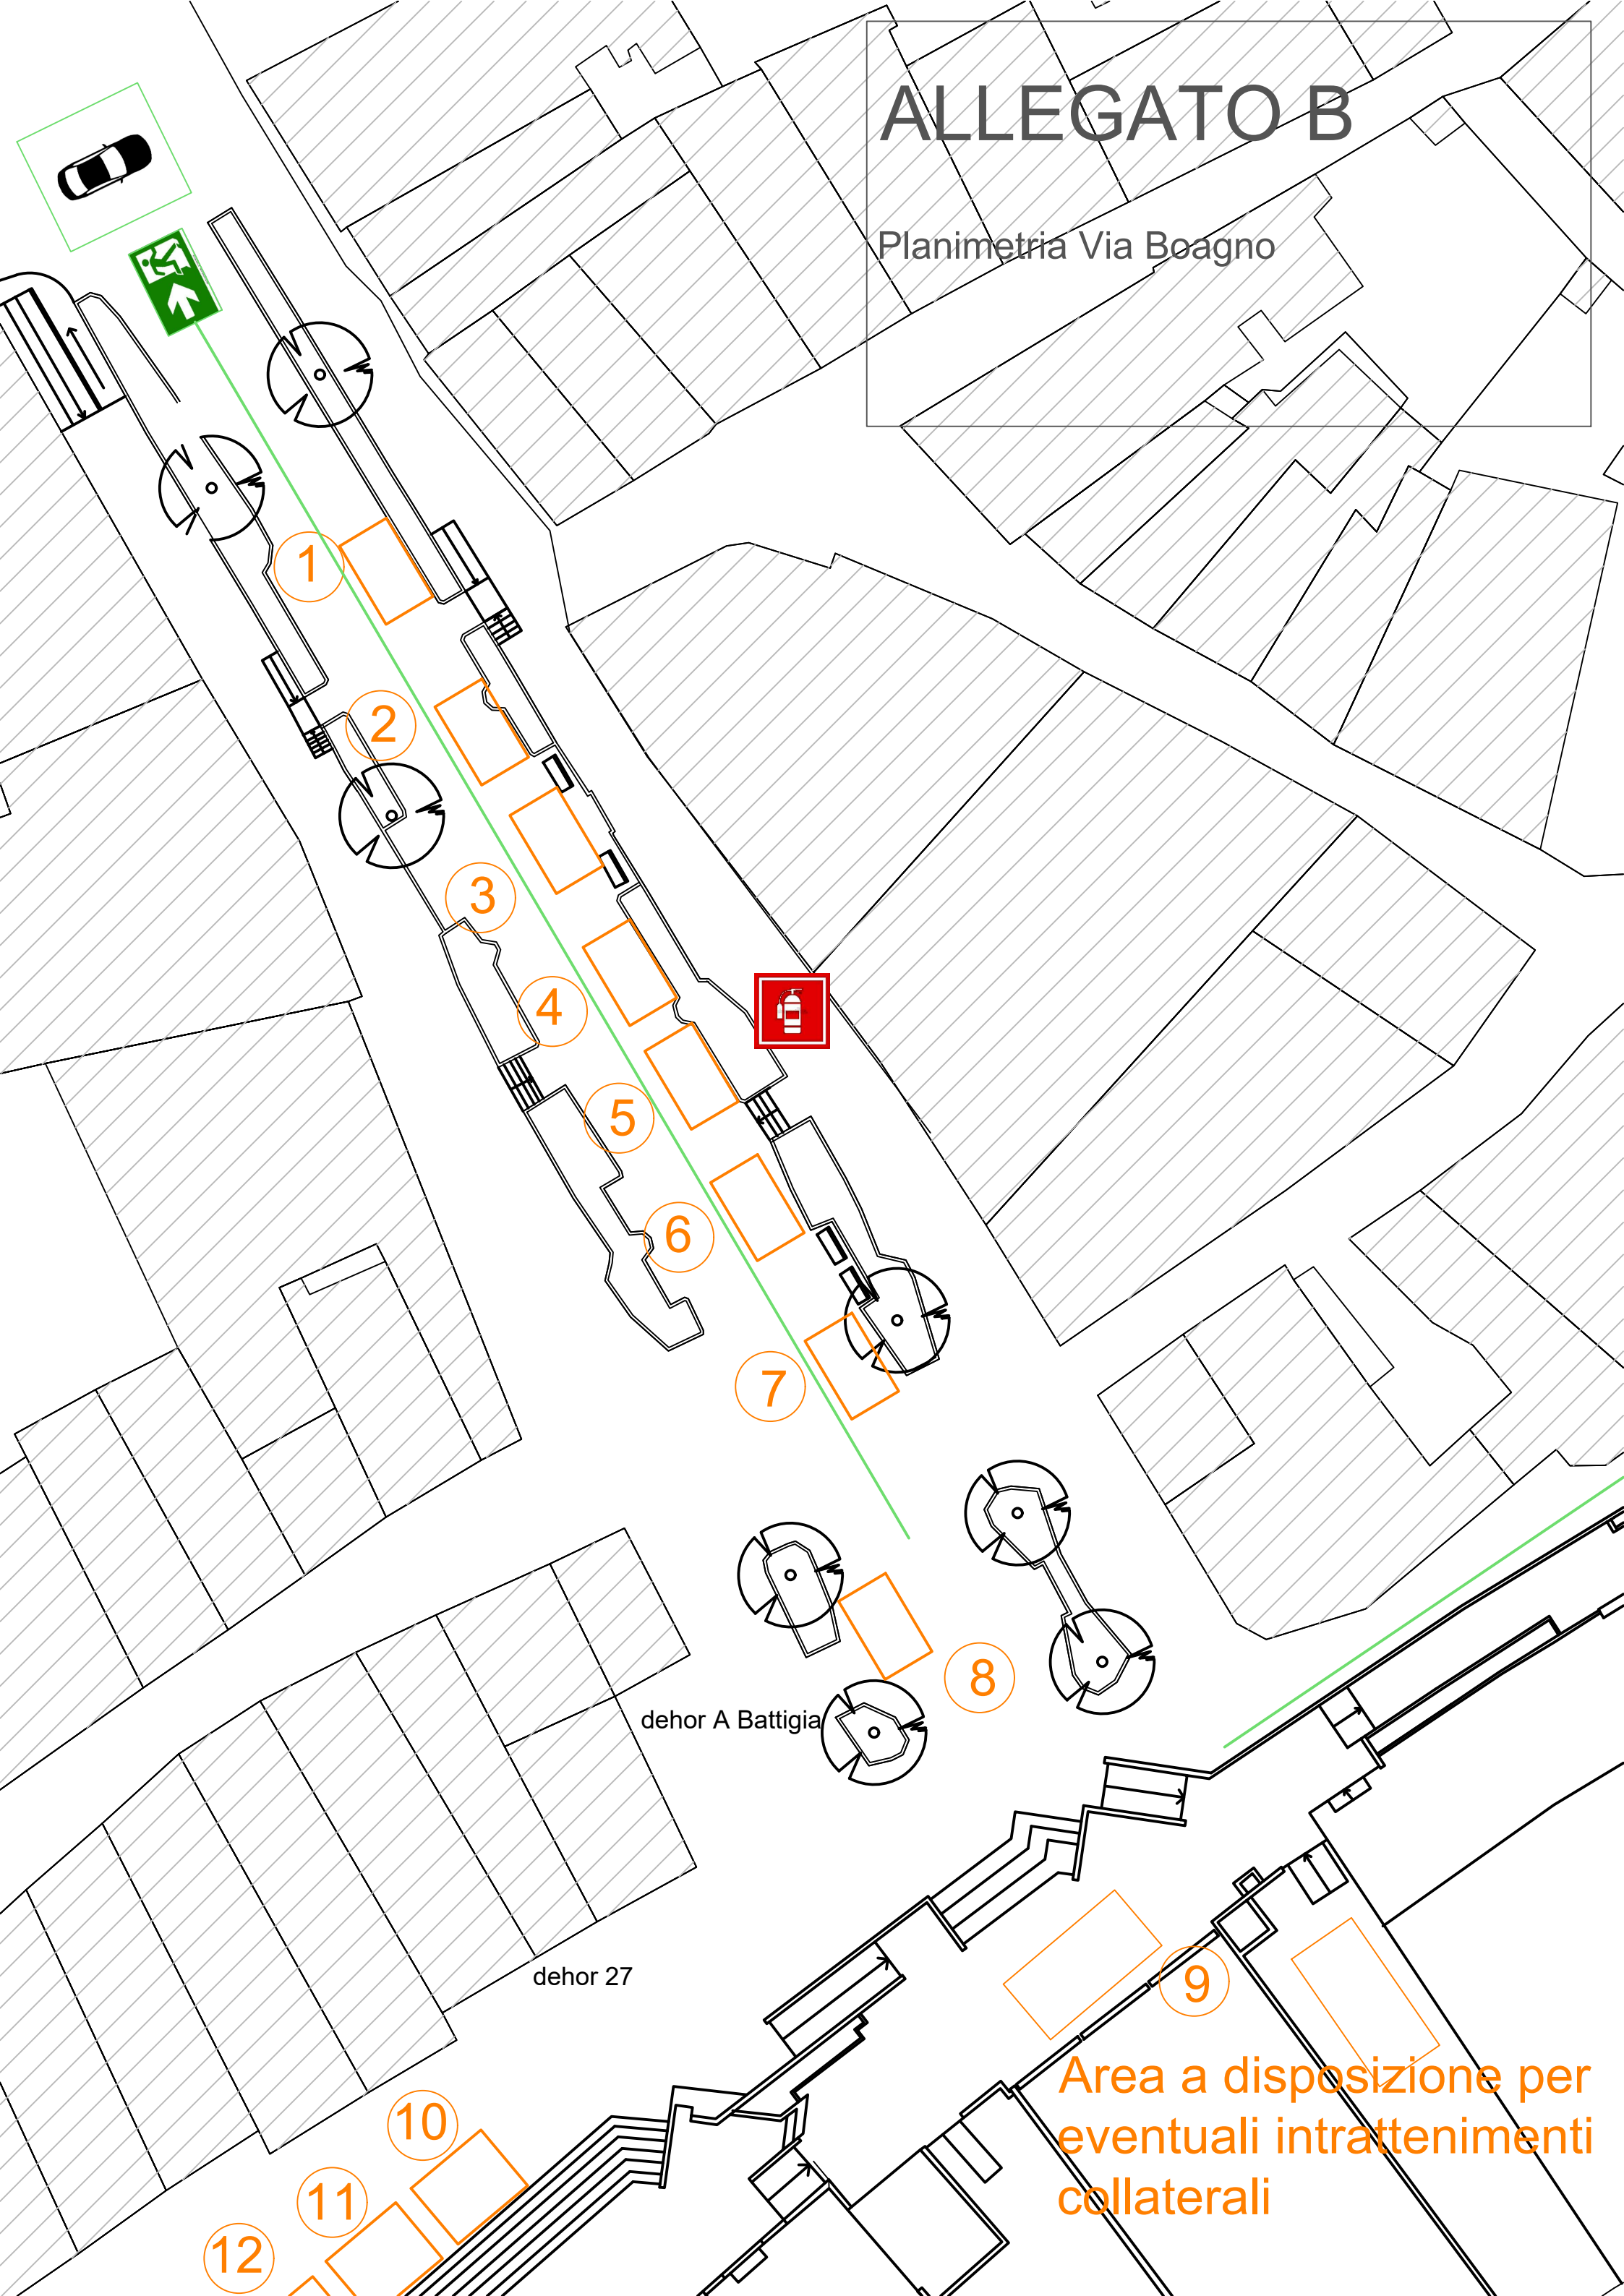 ALLEGATO B
Planimetria Via Boagno
1
2
3
4
5
6
7
8
dehor A Battigia
dehor 27
9
Area a disposizione per
eventuali intrattenimenti
collaterali
10
11
12